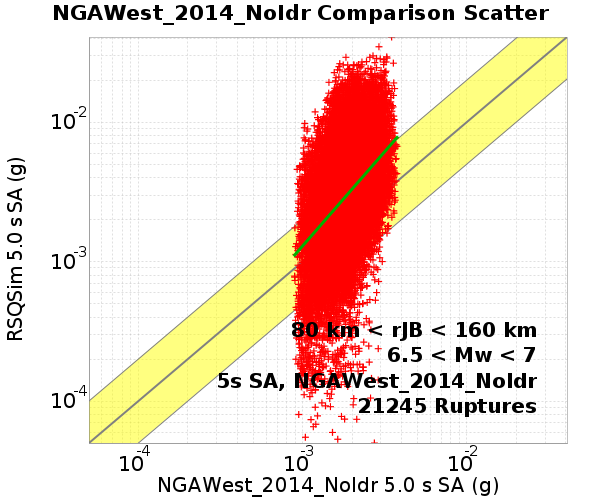 NGAWest_2014_NoIdr Comparison Scatter
RSQSim 5.0 s SA (g)
10-2
10-3
10-4
80 km < rJB < 160 km
6.5 < Mw < 7
5s SA, NGAWest_2014_NoIdr
21245 Ruptures
10-4 10-3 10-2
NGAWest_2014_NoIdr 5.0 s SA (g)